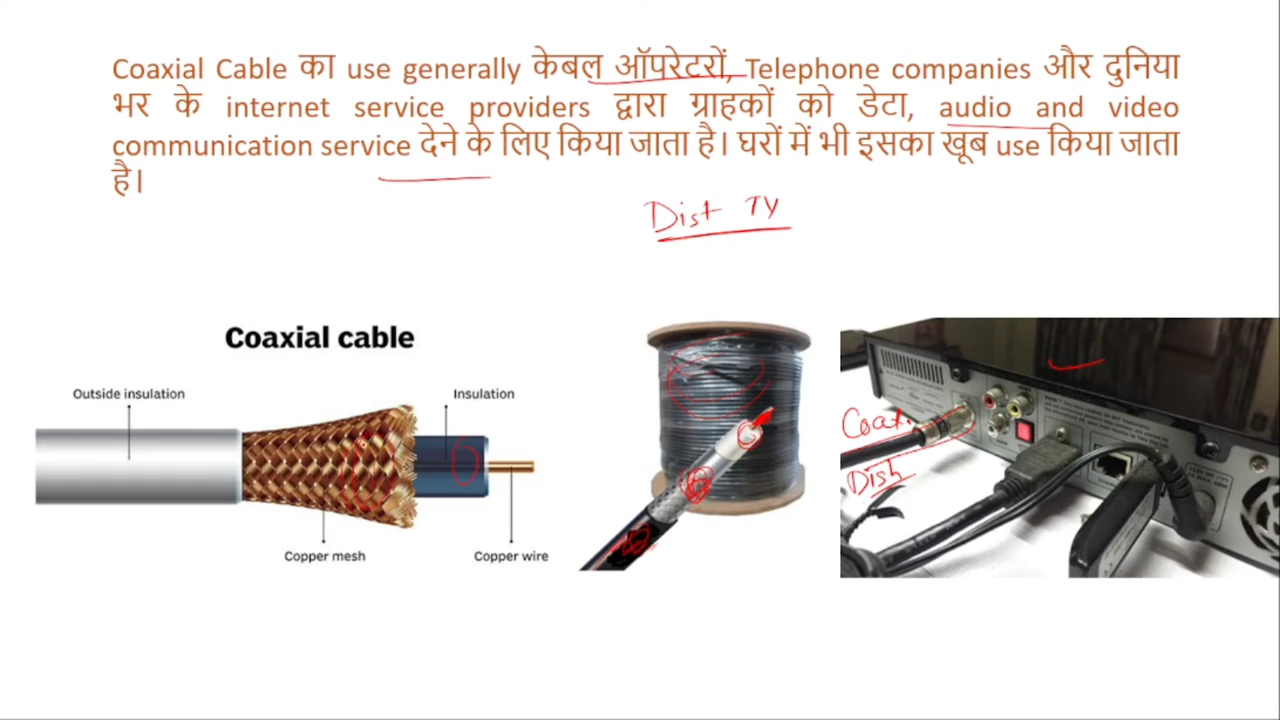 Coaxial Cable का use generally केबल ऑपरेटरों, Telephone companies और दुनिया
भर के internet service providers द्वारा ग्राहकों को डेटा, audio and video
communication service देने के लिए किया जाता है। घरों में भी इसका खूब use किया जाता
है।
Dist TV
Coaxial cable
Outside insulation
Insulation
Copper mesh
Copper wire
Coax.
Dish